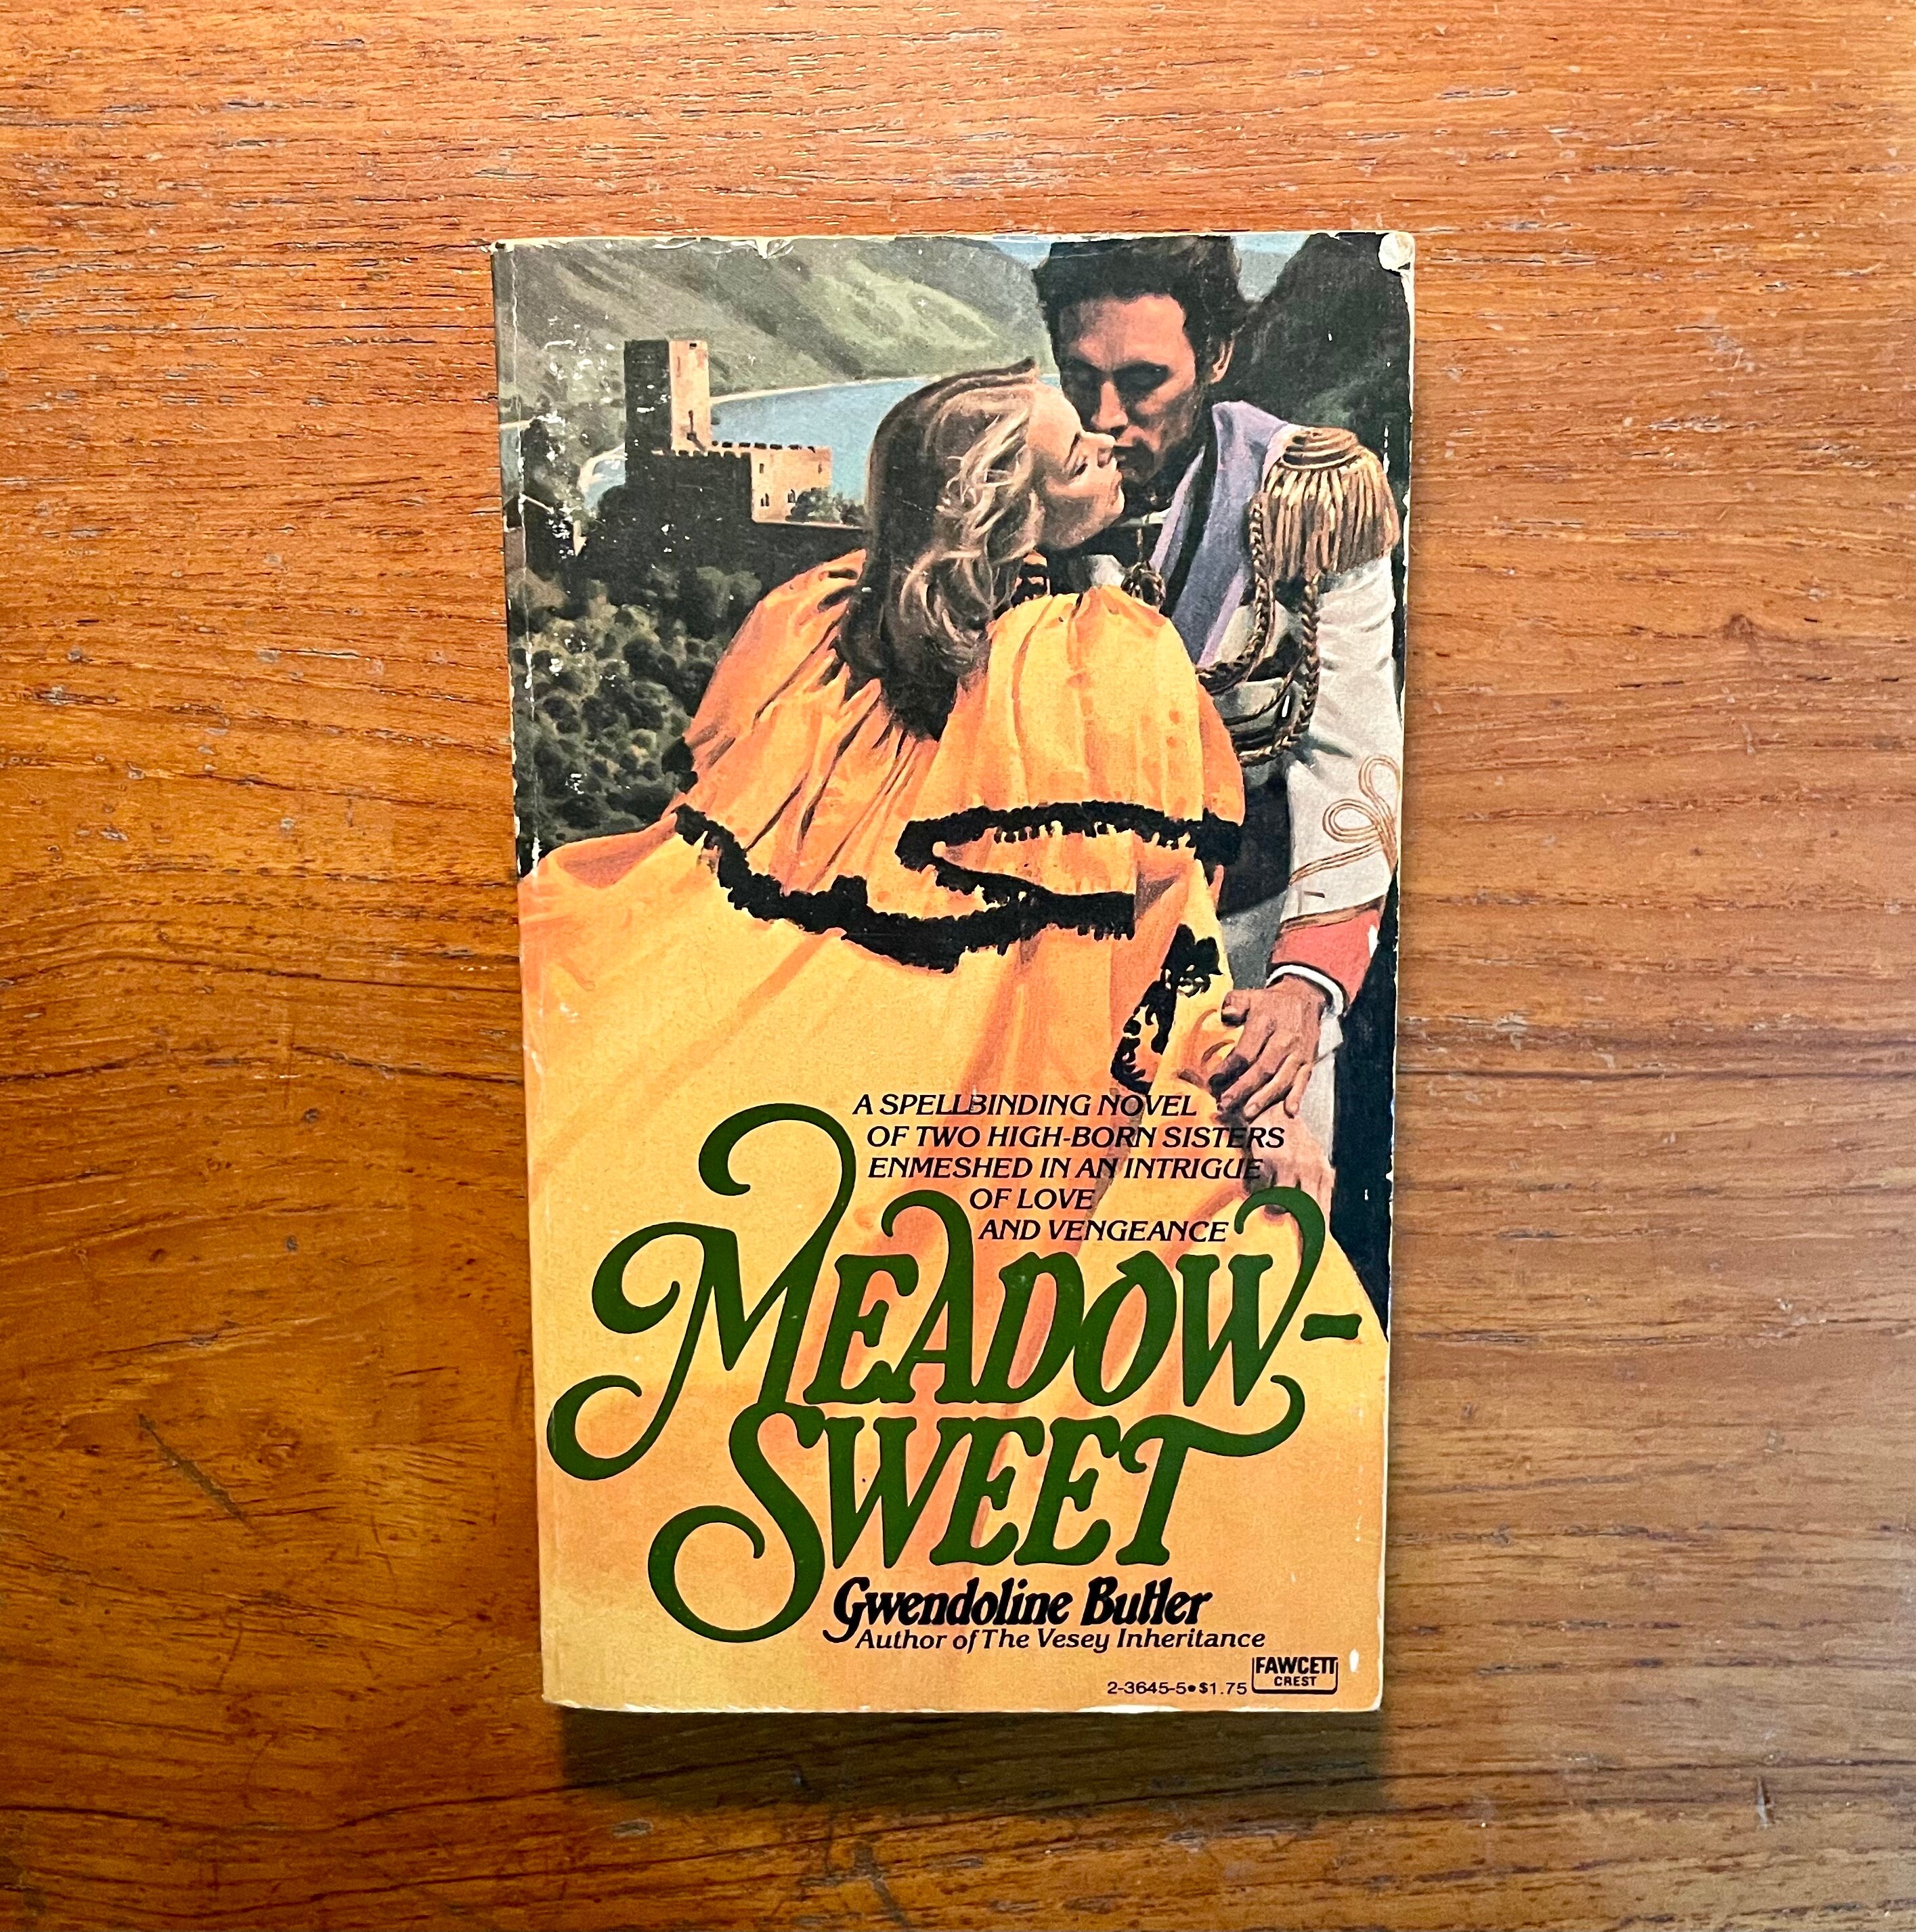 A SPELLBINDING NOVEL
OF TWO HIGH-BORN SISTERS
ENMESHED IN AN INTRIGUE
OF LOVE
AND VENGEANCE
MEADOW-
SWEET
Gwendoline Butler
Author of The Vesey Inheritance
2-3645-5•$1.75
FAWCETT
CREST